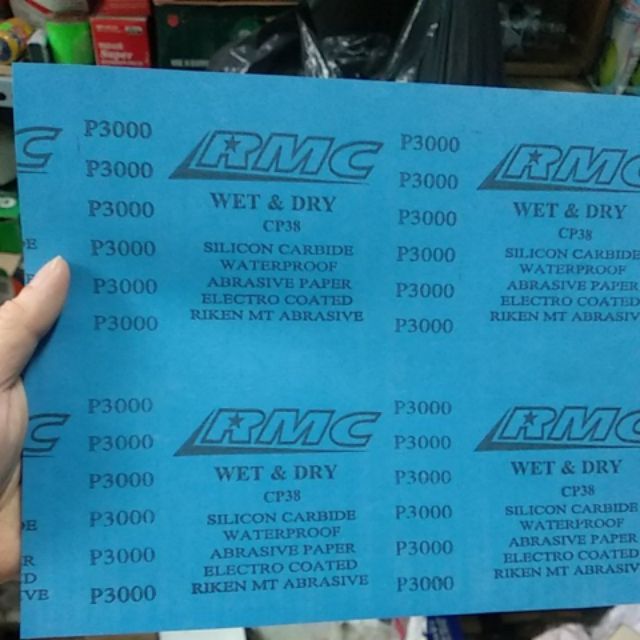 P3000
P3000
P3000
P3000
P3000
P3000
RMC
WET & DRY
CP38
SILICON CARBIDE
WATERPROOF
ABRASIVE PAPER
ELECTRO COATED
RIKEN MT ABRASIVE
P3000
P3000
P3000
P3000
P3000
P3000
RMC
WET & DRY
CP38
SILICON CARBIDE
WATERPROOF
ABRASIVE PAPER
ELECTRO COATED
RIKEN MT ABRASIVE
P3000
P3000
P3000
P3000
P3000
P3000
RMC
WET & DRY
CP38
SILICON CARBIDE
WATERPROOF
ABRASIVE PAPER
ELECTRO COATED
RIKEN MT ABRASIVE
P3000
P3000
P3000
P3000
P3000
P3000
RMC
WET & DRY
CP38
SILICON CARBIDE
WATERPROOF
ABRASIVE PAPER
ELECTRO COATED
RIKEN MT ABRASIVE